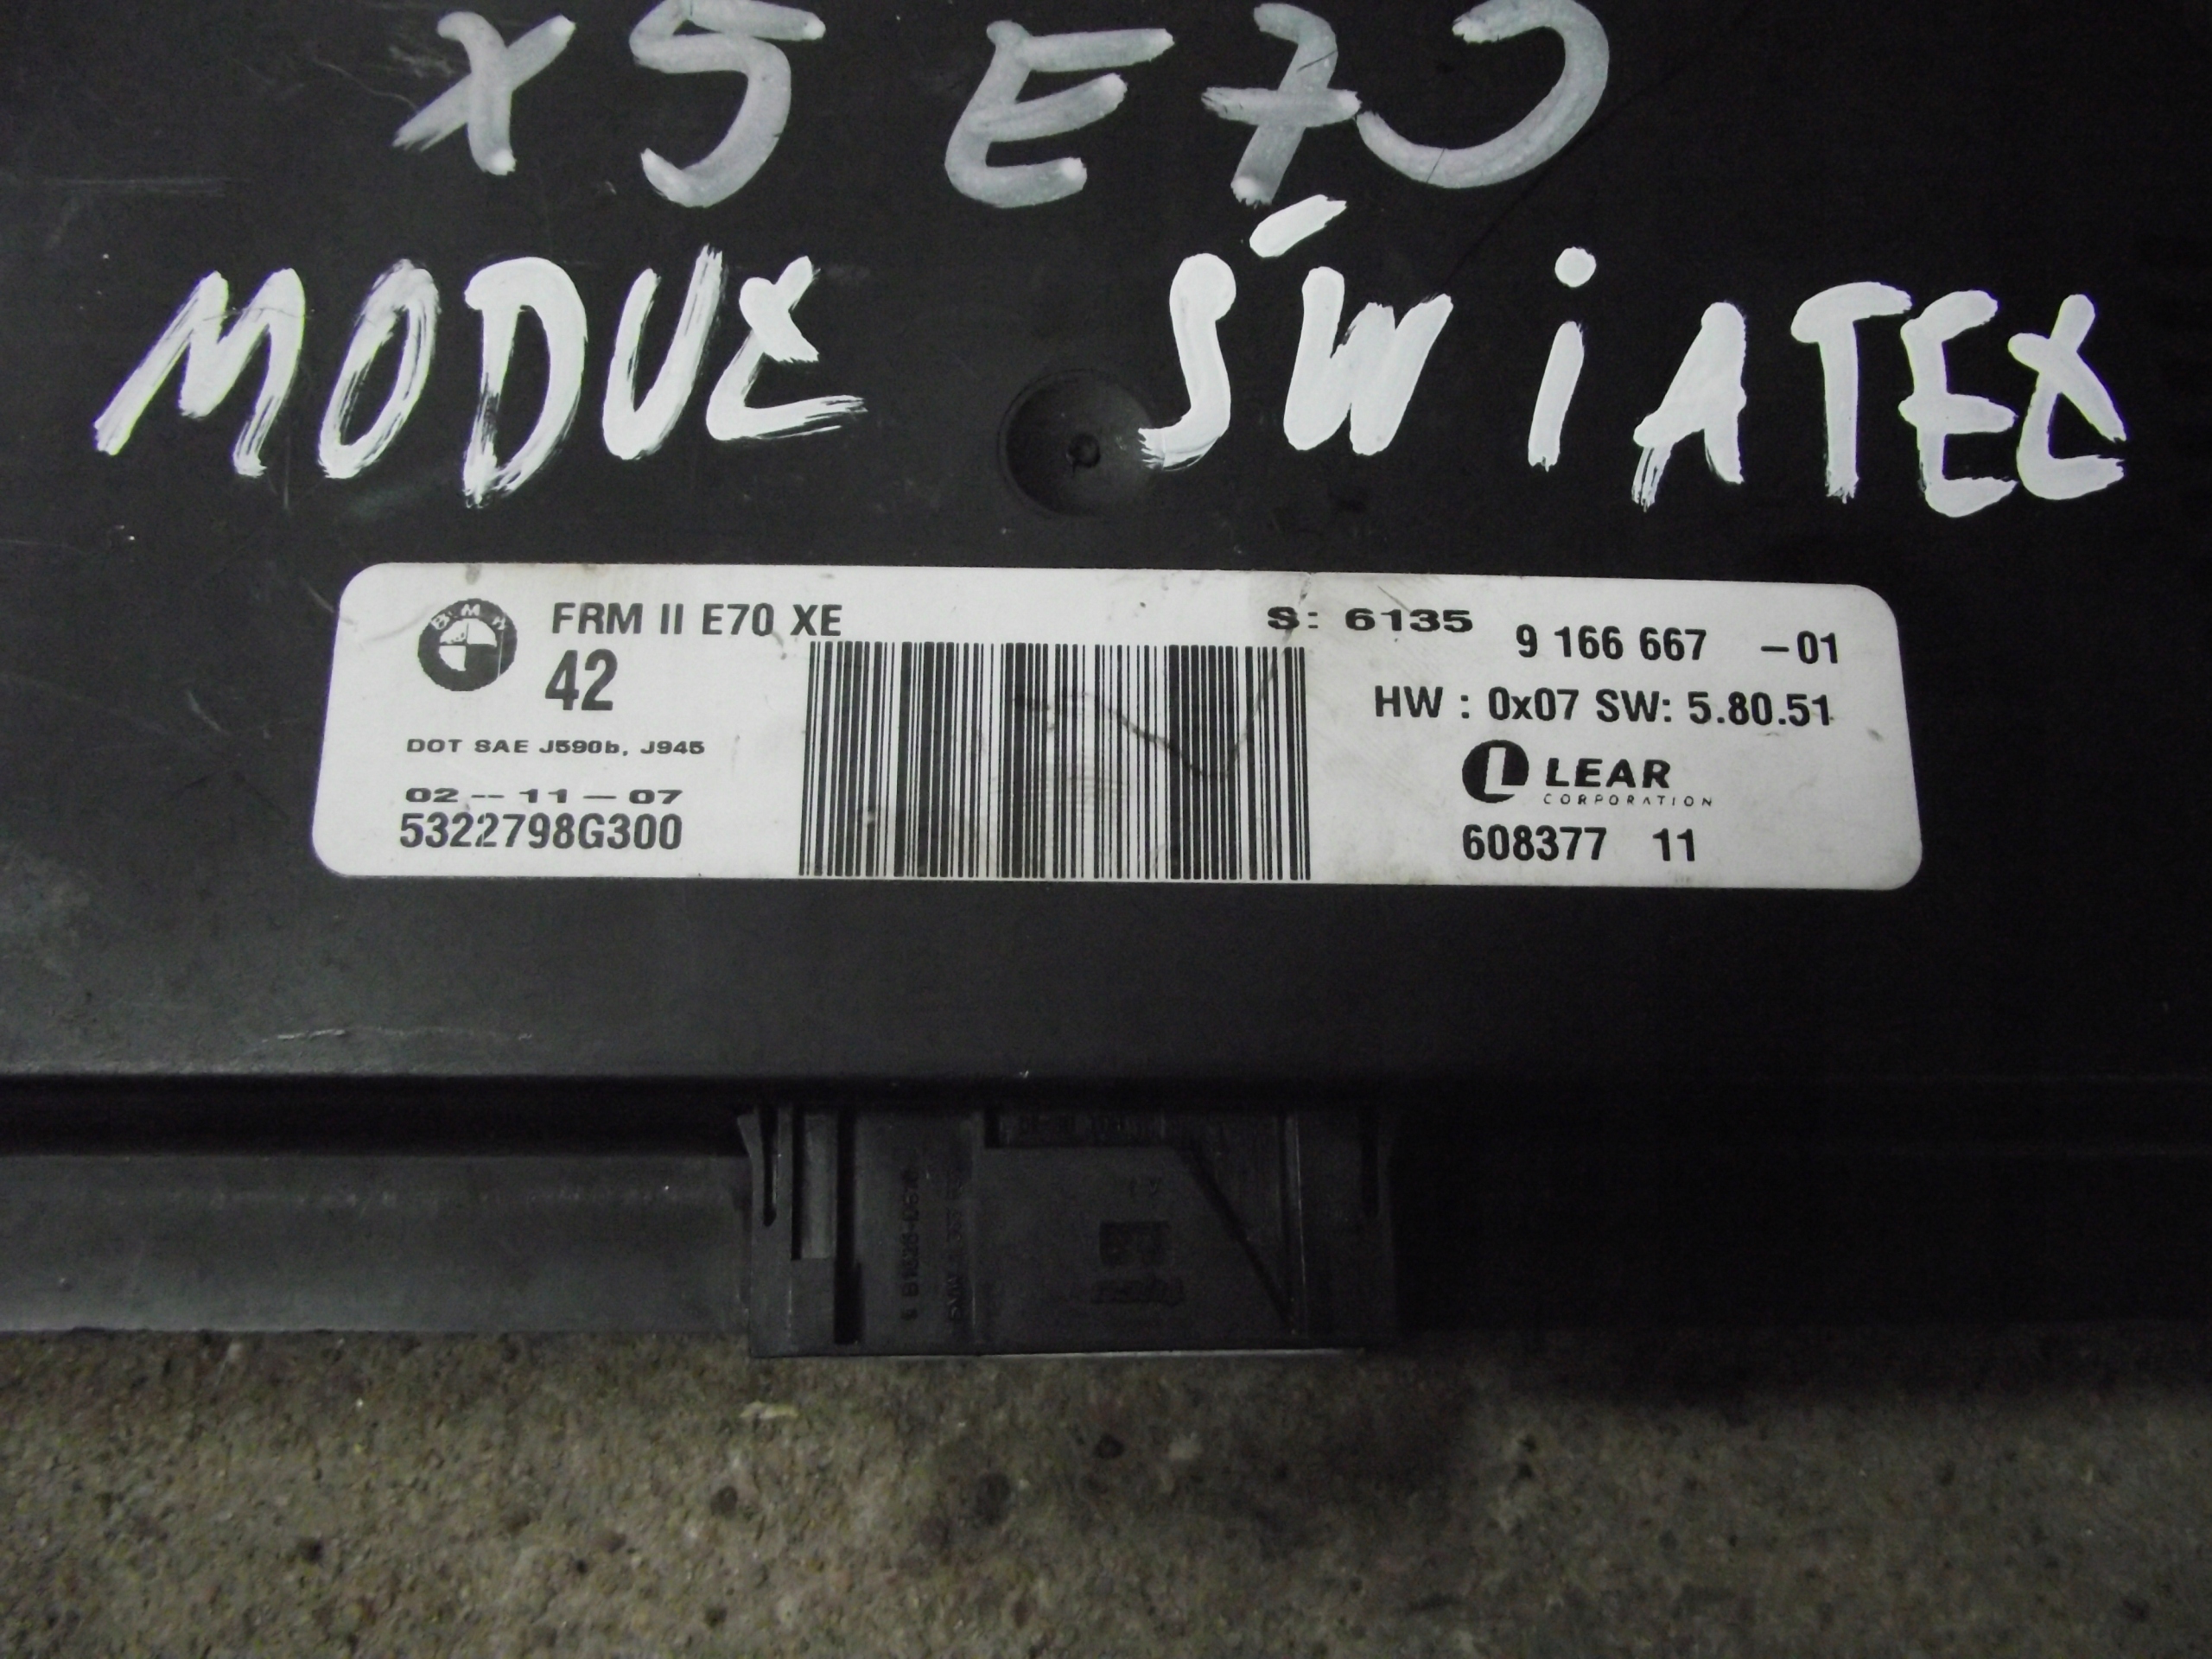 X5 E70
MODUŁ ŚWIATEŁ
BMW
FRM II E70 XE
S: 6135 9 166 667 -01
42
HW : 0x07 SW: 5.80.51
DOT SAE J590b, J945
LEAR
CORPORATION
02--11-07
5322798G300
608377 11